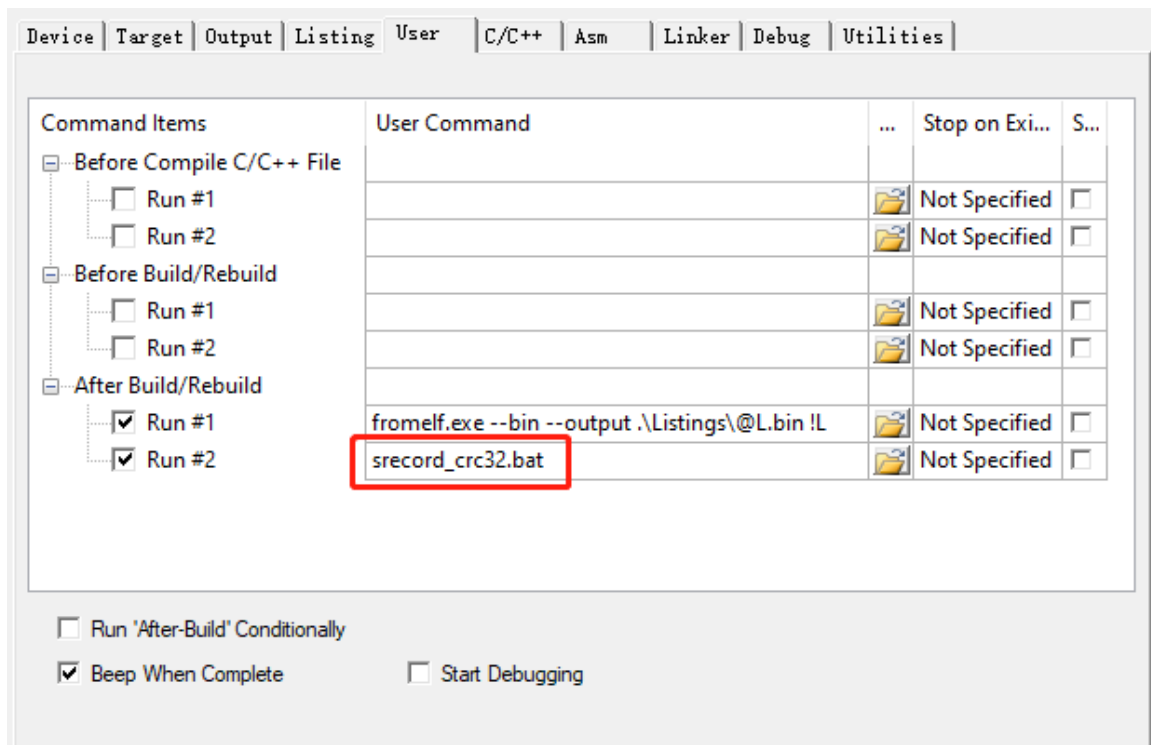 Device Target Output Listing User C/C++ Asm Linker Debug Utilities
Command Items User Command ... Stop on Exi... S...
Before Compile C/C++ File
Run #1 Not Specified
Run #2 Not Specified
Before Build/Rebuild
Run #1 Not Specified
Run #2 Not Specified
After Build/Rebuild
Run #1 fromelf.exe --bin --output .\Listings\@L.bin !L Not Specified
Run #2 srecord_crc32.bat Not Specified
Run 'After-Build' Conditionally
Beep When Complete Start Debugging